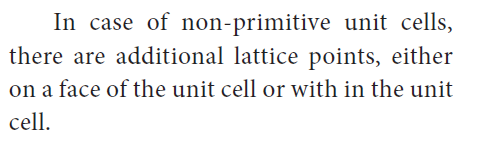 In case of non-primitive unit cells,
there are additional lattice points, either
on a face of the unit cell or with in the unit
cell.